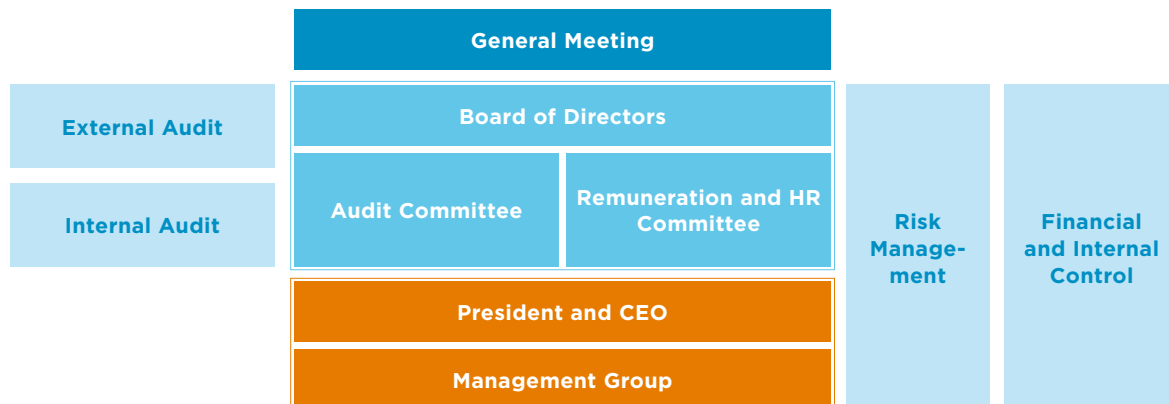 General Meeting
External Audit
Internal Audit
Board of Directors
Audit Committee
Remuneration and HR
Committee
President and CEO
Management Group
Risk
Manage-
ment
Financial
and Internal
Control